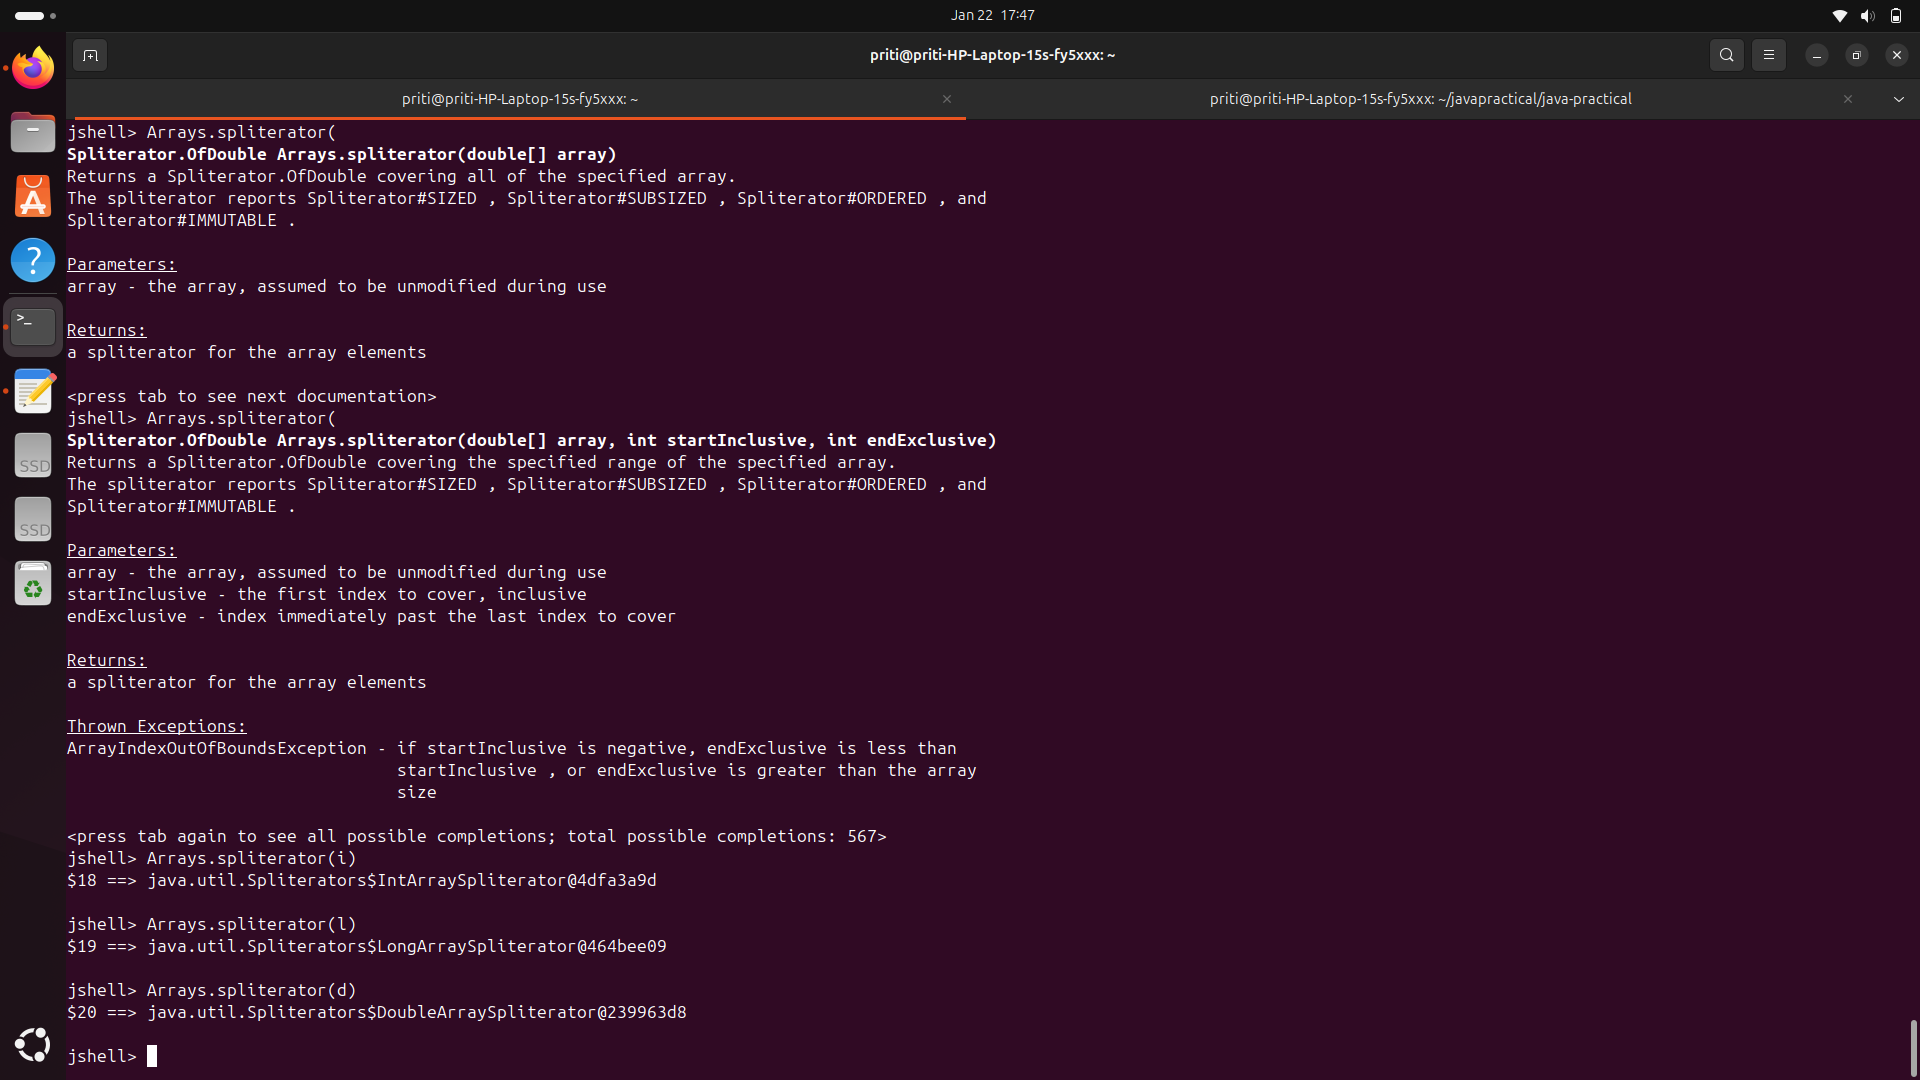 Jan 22 17:47
priti@priti-HP-Laptop-15s-fy5xxx: ~
priti@priti-HP-Laptop-15s-fy5xxx: ~
priti@priti-HP-Laptop-15s-fy5xxx: ~/javapractical/java-practical
jshell> Arrays.spliterator(
Spliterator.OfDouble Arrays.spliterator(double[] array)
Returns a Spliterator.OfDouble covering all of the specified array.
The spliterator reports Spliterator#SIZED , Spliterator#SUBSIZED , Spliterator#ORDERED , and
Spliterator#IMMUTABLE .
Parameters:
array - the array, assumed to be unmodified during use
Returns:
a spliterator for the array elements
<press tab to see next documentation>
jshell> Arrays.spliterator(
Spliterator.OfDouble Arrays.spliterator(double[] array, int startInclusive, int endExclusive)
Returns a Spliterator.OfDouble covering the specified range of the specified array.
The spliterator reports Spliterator#SIZED , Spliterator#SUBSIZED , Spliterator#ORDERED , and
Spliterator#IMMUTABLE .
Parameters:
array - the array, assumed to be unmodified during use
startInclusive - the first index to cover, inclusive
endExclusive - index immediately past the last index to cover
Returns:
a spliterator for the array elements
Thrown Exceptions:
ArrayIndexOutOfBoundsException - if startInclusive is negative, endExclusive is less than
startInclusive , or endExclusive is greater than the array
size
<press tab again to see all possible completions; total possible completions: 567>
jshell> Arrays.spliterator(i)
$18 ==> java.util.Spliterators$IntArraySpliterator@4dfa3a9d
jshell> Arrays.spliterator(l)
$19 ==> java.util.Spliterators$LongArraySpliterator@464bee09
jshell> Arrays.spliterator(d)
$20 ==> java.util.Spliterators$DoubleArraySpliterator@239963d8
jshell>
SSD
SSD